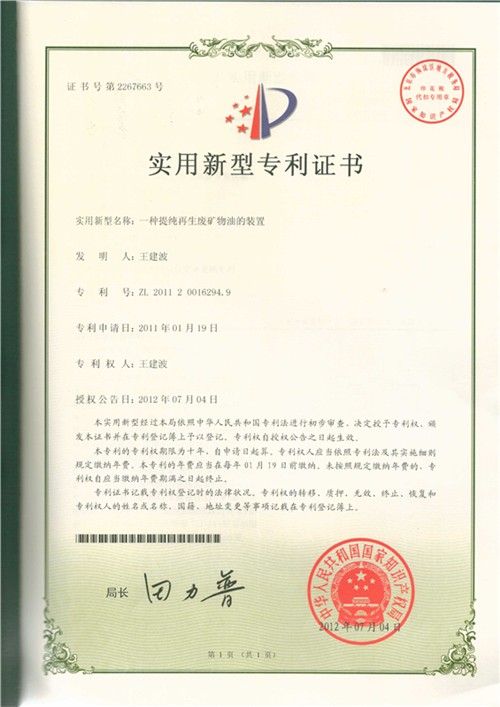 证书号第2267663号
印花税
代扣专用章
实用新型专利证书
实用新型名称：一种提纯再生废矿物油的装置
发明人：王建波
专利号：ZL 2011 2 0016294.9
专利申请日：2011年01月19日
专利权人：王建波
授权公告日：2012年07月04日
本实用新型经过本局依照中华人民共和国专利法进行初步审查，决定授予专利权，颁
发本证书并在专利登记簿上予以登记。专利权自授权公告之日起生效。
本专利的专利权期限为十年，自申请日起算。专利权人应当依照专利法及其实施细则
规定缴纳年费。本专利的年费应当在每年01月19日前缴纳。未按照规定缴纳年费的，专
利权自应当缴纳年费期满之日起终止。
专利证书记载专利权登记时的法律状况。专利权的转移、质押、无效、终止、恢复和
专利权人的姓名或名称、国籍、地址变更等事项记载在专利登记簿上。
局长 田力普
中华人民共和国国家知识产权局
2012年07月04日
第1页（共1页）